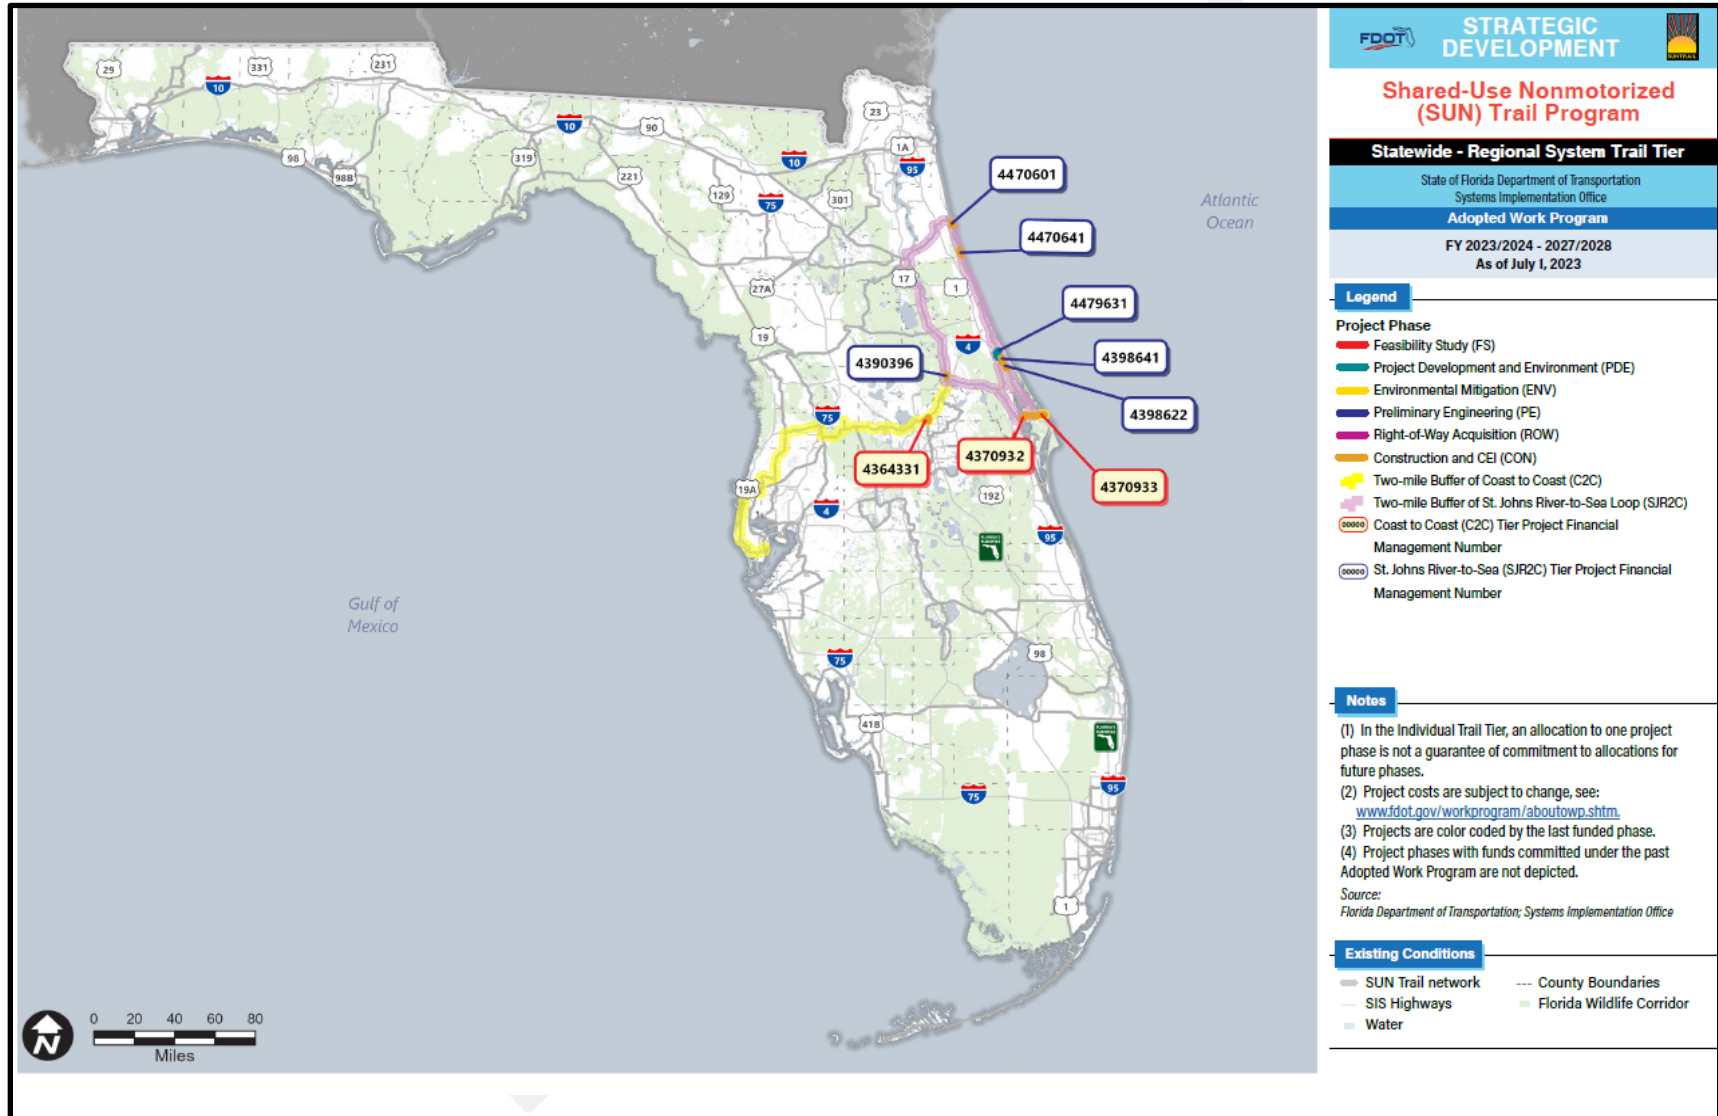 FDOT
STRATEGIC
DEVELOPMENT
SUN TRAIL
Shared-Use Nonmotorized
(SUN) Trail Program
Statewide - Regional System Trail Tier
State of Florida Department of Transportation
Systems Implementation Office
Adopted Work Program
FY 2023/2024 - 2027/2028
As of July 1, 2023
Legend
Project Phase
Feasibility Study (FS)
Project Development and Environment (PDE)
Environmental Mitigation (ENV)
Preliminary Engineering (PE)
Right-of-Way Acquisition (ROW)
Construction and CEI (CON)
Two-mile Buffer of Coast to Coast (C2C)
Two-mile Buffer of St. Johns River-to-Sea Loop (SJR2C)
00000 Coast to Coast (C2C) Tier Project Financial
Management Number
00000 St. Johns River-to-Sea (SJR2C) Tier Project Financial
Management Number
Notes
(1) In the Individual Trail Tier, an allocation to one project
phase is not a guarantee of commitment to allocations for
future phases.
(2) Project costs are subject to change, see:
www.fdot.gov/workprogram/aboutowp.shtm.
(3) Projects are color coded by the last funded phase.
(4) Project phases with funds committed under the past
Adopted Work Program are not depicted.
Source:
Florida Department of Transportation; Systems Implementation Office
Existing Conditions
SUN Trail network
County Boundaries
SIS Highways
Florida Wildlife Corridor
Water
29
331
231
10
10
90
23
1A
98
98B
319
221
10
95
129
75
301
4470601
Atlantic
Ocean
4470641
17
27A
1
4479631
19
4
4390396
4398641
75
4398622
4364331
4370932
4370933
19A
4
192
95
Gulf of
Mexico
75
98
41B
75
95
1
N
0 20 40 60 80
Miles